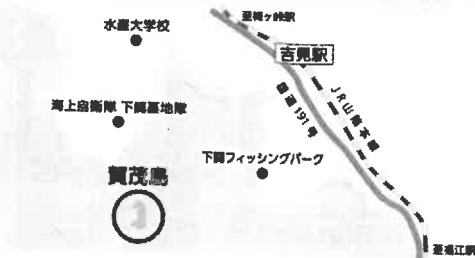 至梅ヶ峠駅
水産大学校
吉見駅
JR山陰本線
国道191号
海上自衛隊 下関基地隊
下関フィッシングパーク
賀茂島
至福江駅